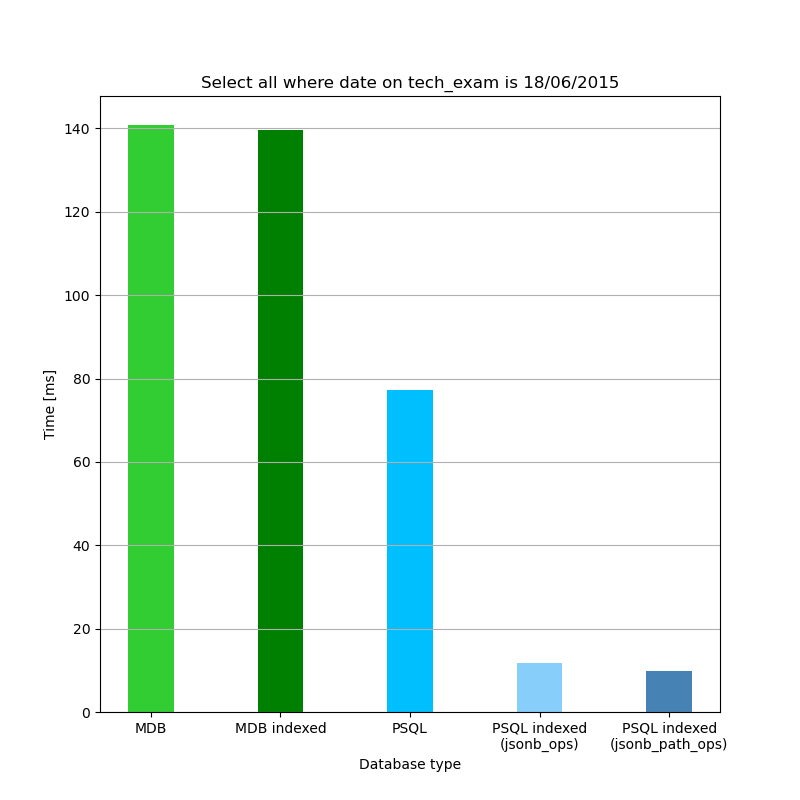 Select all where date on tech_exam is 18/06/2015
140
120
100
80
60
40
20
0
Time [ms]
MDB
MDB indexed
PSQL
PSQL indexed
(jsonb_ops)
PSQL indexed
(jsonb_path_ops)
Database type